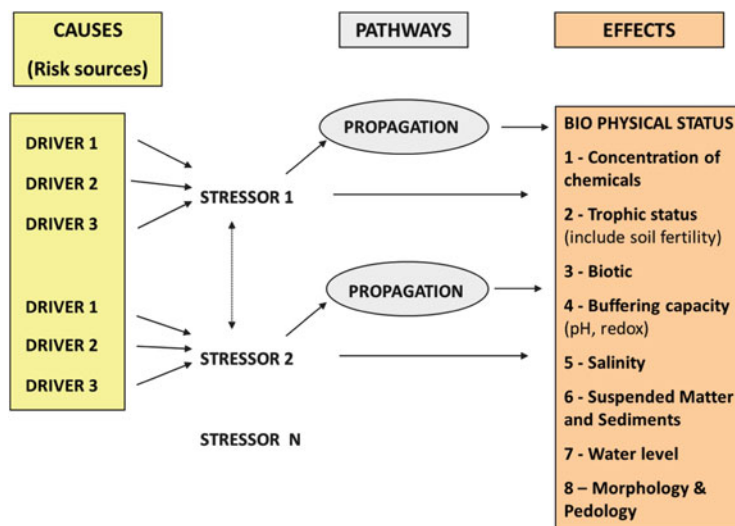 CAUSES
(Risk sources)
PATHWAYS
EFFECTS
DRIVER 1
DRIVER 2
DRIVER 3
DRIVER 1
DRIVER 2
DRIVER 3
STRESSOR 1
STRESSOR 2
STRESSOR N
PROPAGATION
PROPAGATION
BIO PHYSICAL STATUS
1 - Concentration of
chemicals
2 - Trophic status
(include soil fertility)
3 - Biotic
4 - Buffering capacity
(pH, redox)
5 - Salinity
6 - Suspended Matter
and Sediments
7 - Water level
8 – Morphology &
Pedology